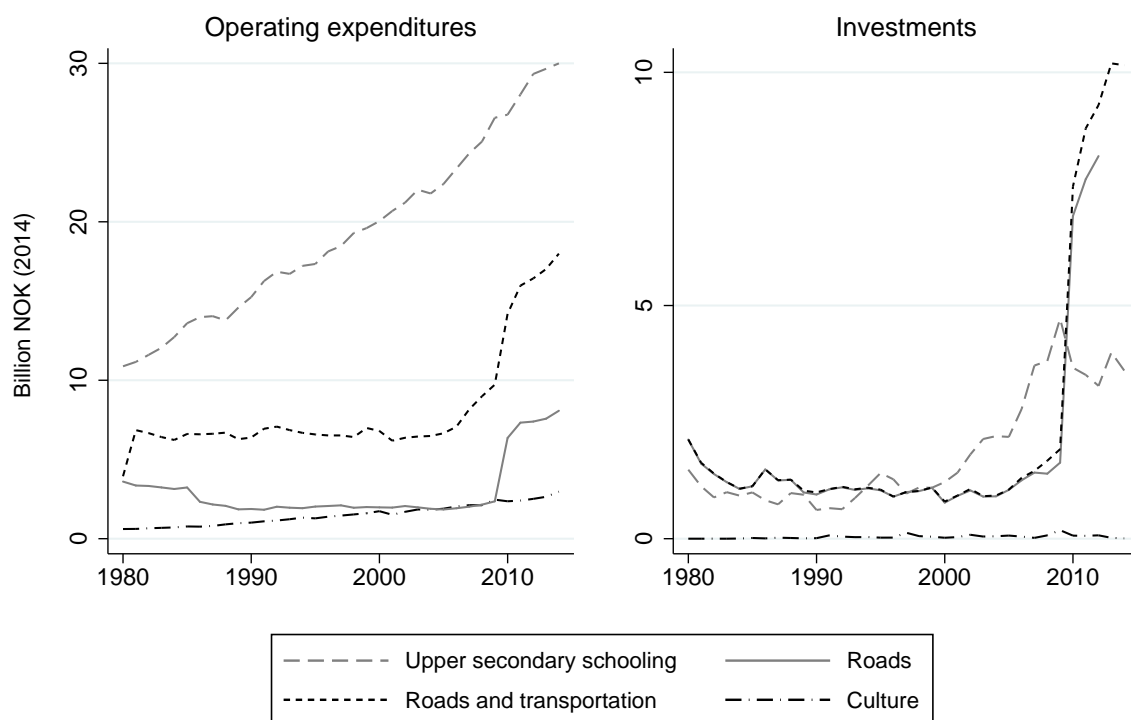 Operating expenditures
Investments
Billion NOK (2014)
30
20
10
0
1980
1990
2000
2010
10
5
0
1980
1990
2000
2010
Upper secondary schooling
Roads
Roads and transportation
Culture